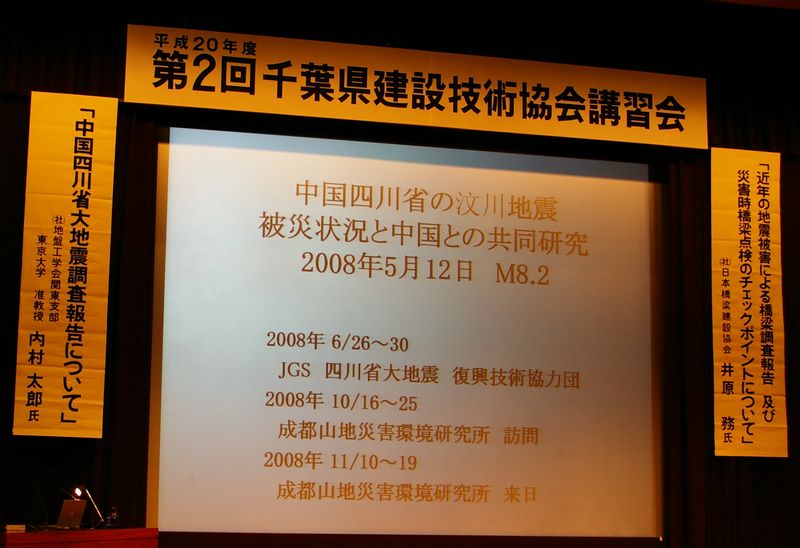 平成20年度
第2回千葉県建設技術協会講習会
「中国四川省大地震調査報告について」
(社)地盤工学会関東支部
東京大学 准教授 内村 太郎氏
中国四川省の汶川地震
被災状況と中国との共同研究
2008年5月12日 M8.2
2008年 6/26～30
JGS 四川省大地震 復興技術協力団
2008年 10/16～25
成都山地災害環境研究所 訪問
2008年 11/10～19
成都山地災害環境研究所 来日
「近年の地震被害による橋梁調査報告 及び
災害時橋梁点検のチェックポイントについて」
(社)日本橋梁建設協会 井原 務氏